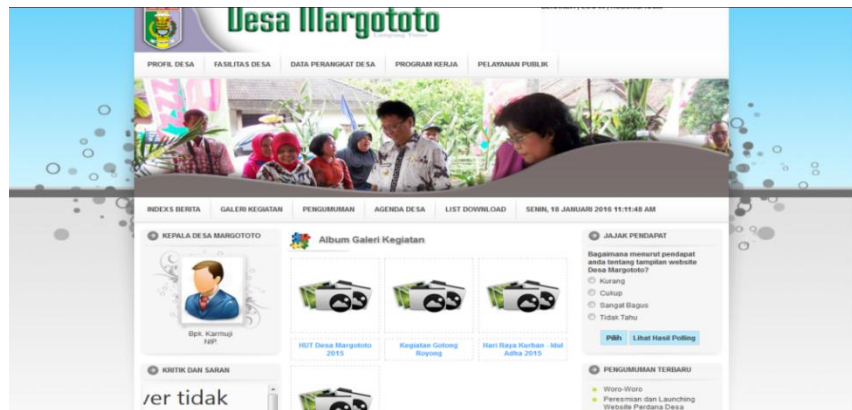 Desa Margototo
PROFIL DESA
FASILITAS DESA
DATA PERANGKAT DESA
PROGRAM KERJA
PELAYANAN PUBLIK
INDEXS BERITA
GALERI KEGIATAN
PENGUMUMAN
AGENDA DESA
LIST DOWNLOAD
SENIN, 18 JANUARI 2016 11:11:48 AM
KEPALA DESA MARGOTOTO
Bpk. Karmuji
NIP.
KRITIK DAN SARAN
ver tidak
Album Galeri Kegiatan
HUT Desa Margototo
2015
Kegiatan Gotong
Royong
Hari Raya Kurban - Idul
Adha 2015
JAJAK PENDAPAT
Bagaimana menurut pendapat
anda tentang tampilan website
Desa Margototo?
Kurang
Cukup
Sangat Bagus
Tidak Tahu
Pilih
Lihat Hasil Polling
PENGUMUMAN TERBARU
Woro-Woro
Peresmian dan Launching
Website Perdana Desa